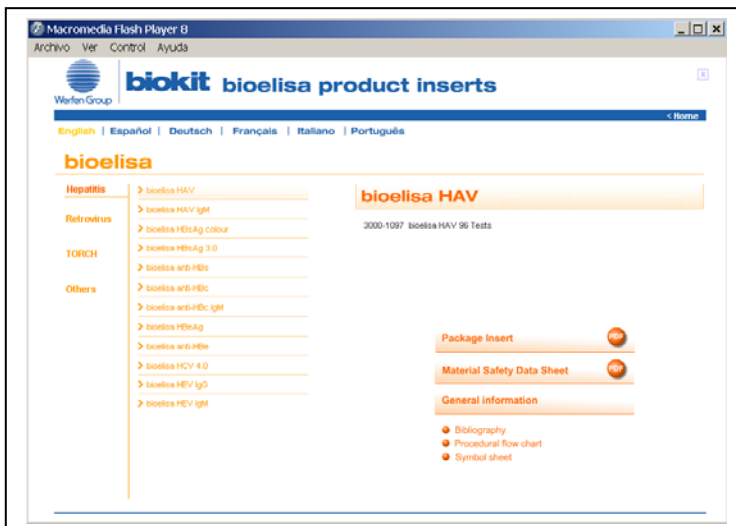 Macromedia Flash Player 8
Archivo Ver Control Ayuda
Werfen Group
biokit bioelisa product inserts
< Home
English | Español | Deutsch | Français | Italiano | Português
bioelisa
Hepatitis
Retrovirus
TORCH
Others
> bioelisa HAV
> bioelisa HAV IgM
> bioelisa HBsAg colour
> bioelisa HBsAg 3.0
> bioelisa anti-HBs
> bioelisa anti-HBc
> bioelisa anti-HBc IgM
> bioelisa HBeAg
> bioelisa anti-HBe
> bioelisa HCV 4.0
> bioelisa HEV IgG
> bioelisa HEV IgM
bioelisa HAV
3000-1097 bioelisa HAV 96 Tests
Package Insert PDF
Material Safety Data Sheet PDF
General information
Bibliography
Procedural flow chart
Symbol sheet